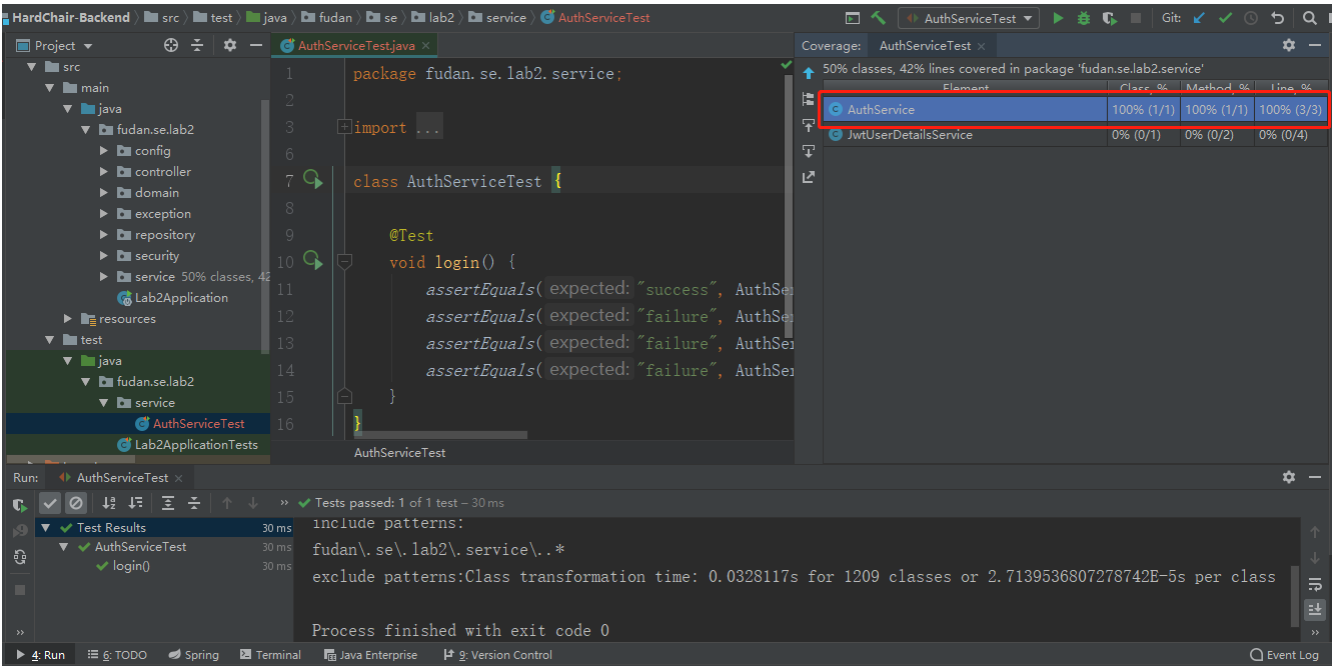 HardChair-Backend src test java fudan se lab2 service AuthServiceTest
AuthServiceTest Git:
Project
src
main
java
fudan.se.lab2
config
controller
domain
exception
repository
security
service 50% classes, 42
Lab2Application
resources
test
java
fudan.se.lab2
service
AuthServiceTest
Lab2ApplicationTests
AuthServiceTest.java
1 package fudan.se.lab2.service;
2
3 import ...
6
7 class AuthServiceTest {
8
9 @Test
10 void login() {
11 assertEquals( expected: "success", AuthSer
12 assertEquals( expected: "failure", AuthSer
13 assertEquals( expected: "failure", AuthSer
14 assertEquals( expected: "failure", AuthSer
15 }
16 }
AuthServiceTest
Coverage: AuthServiceTest
50% classes, 42% lines covered in package 'fudan.se.lab2.service'
Element Class, % Method, % Line, %
AuthService 100% (1/1) 100% (1/1) 100% (3/3)
JwtUserDetailsService 0% (0/1) 0% (0/2) 0% (0/4)
Run: AuthServiceTest
Tests passed: 1 of 1 test – 30 ms
Test Results 30 ms
AuthServiceTest 30 ms
login() 30 ms
include patterns:
fudan\.se\.lab2\.service\..*
exclude patterns:Class transformation time: 0.0328117s for 1209 classes or 2.7139536807278742E-5s per class
Process finished with exit code 0
4: Run 6: TODO Spring Terminal Java Enterprise 9: Version Control Event Log